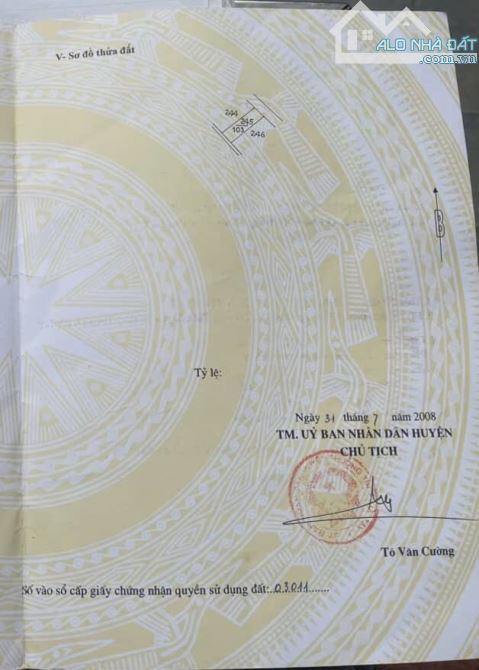 ALO NHÀ ĐẤT
.com.vn
V- Sơ đồ thửa đất
244
245
103
246
Tỷ lệ:
Ngày 31 tháng 7 năm 2008
TM. UỶ BAN NHÂN DÂN HUYỆN
CHỦ TỊCH
Tô Văn Cường
Số vào sổ cấp giấy chứng nhận quyền sử dụng đất:..03011.......